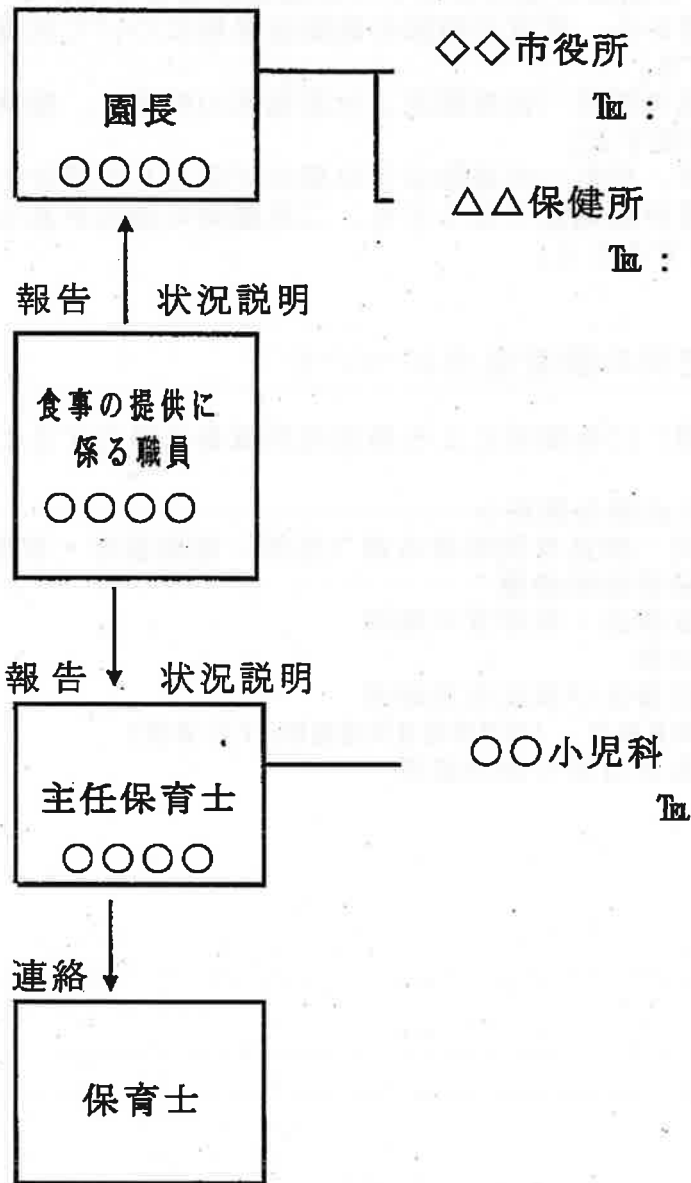 園長
○○○○
◇◇市役所
℡：
△△保健所
℡：
報告　状況説明
食事の提供に
係る職員
○○○○
報告　状況説明
主任保育士
○○○○
○○小児科
℡
連絡
保育士